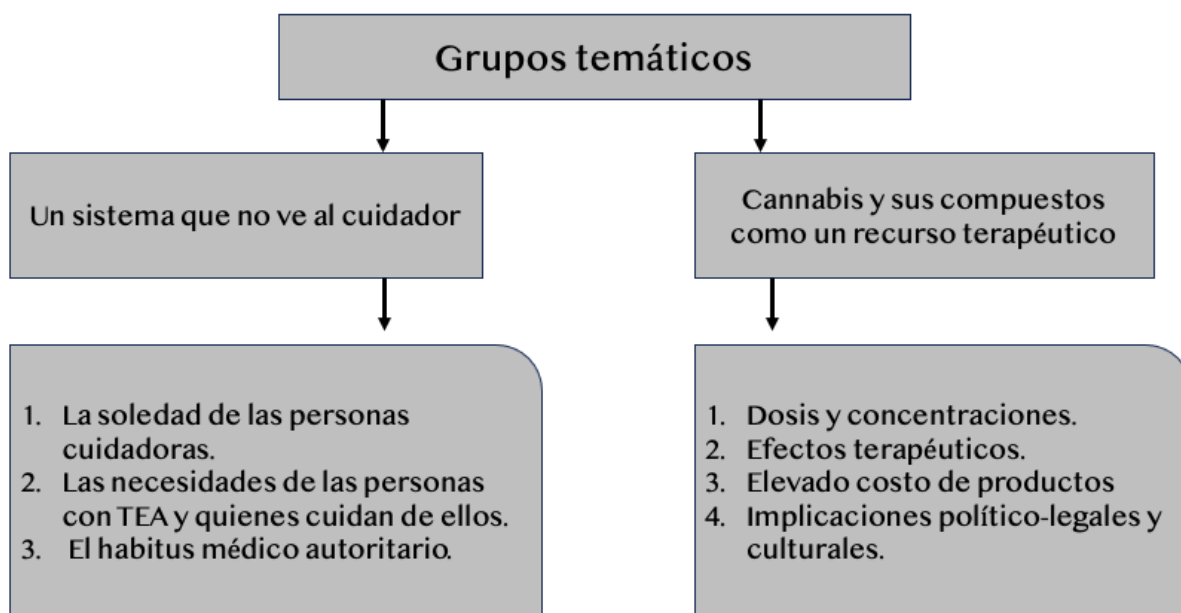 Grupos temáticos
Un sistema que no ve al cuidador
Cannabis y sus compuestos
como un recurso terapéutico
1. La soledad de las personas
cuidadoras.
2. Las necesidades de las personas
con TEA y quienes cuidan de ellos.
3. El habitus médico autoritario.
1. Dosis y concentraciones.
2. Efectos terapéuticos.
3. Elevado costo de productos
4. Implicaciones político-legales y
culturales.